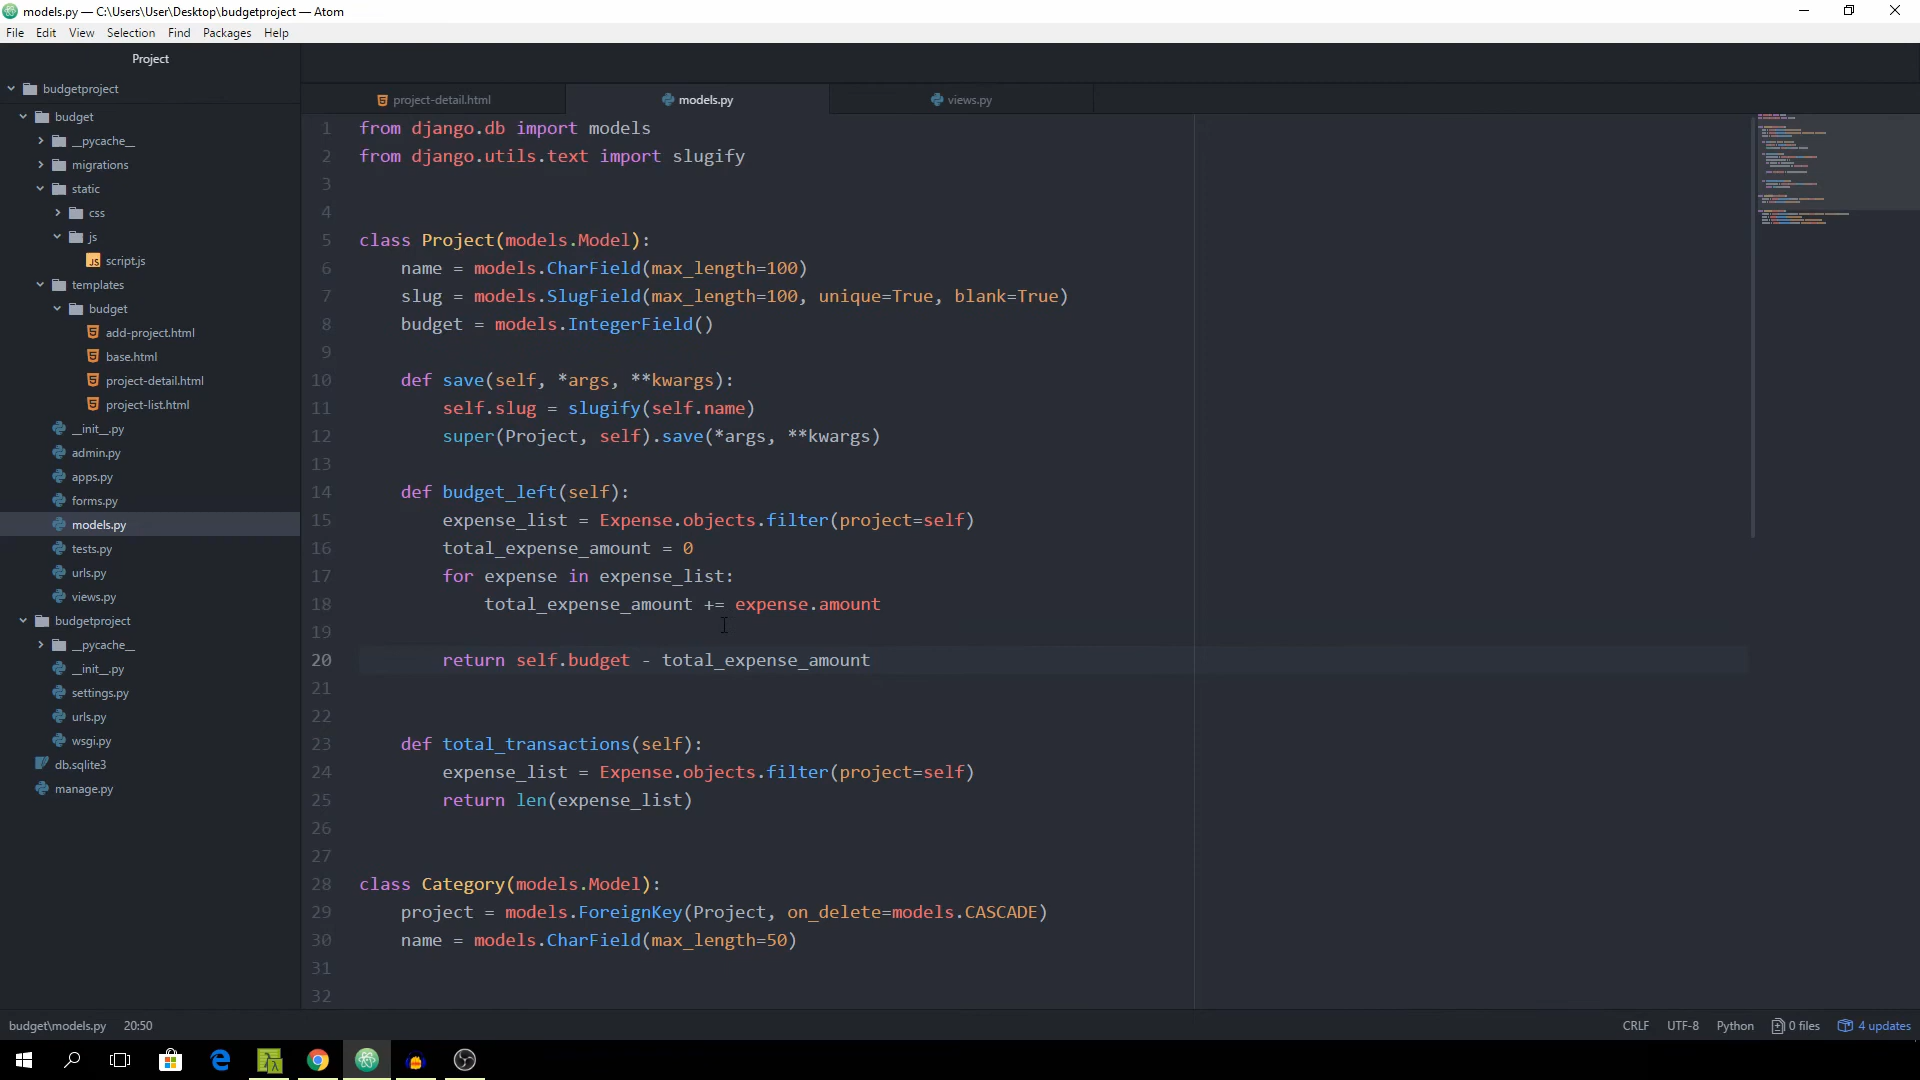 models.py — C:\Users\User\Desktop\budgetproject — Atom
File Edit View Selection Find Packages Help
Project
budgetproject
budget
__pycache__
migrations
static
css
js
script.js
templates
budget
add-project.html
base.html
project-detail.html
project-list.html
__init__.py
admin.py
apps.py
forms.py
models.py
tests.py
urls.py
views.py
budgetproject
__pycache__
__init__.py
settings.py
urls.py
wsgi.py
db.sqlite3
manage.py
project-detail.html models.py views.py
1 from django.db import models
2 from django.utils.text import slugify
3
4
5 class Project(models.Model):
6     name = models.CharField(max_length=100)
7     slug = models.SlugField(max_length=100, unique=True, blank=True)
8     budget = models.IntegerField()
9
10     def save(self, *args, **kwargs):
11         self.slug = slugify(self.name)
12         super(Project, self).save(*args, **kwargs)
13
14     def budget_left(self):
15         expense_list = Expense.objects.filter(project=self)
16         total_expense_amount = 0
17         for expense in expense_list:
18             total_expense_amount += expense.amount
19
20         return self.budget - total_expense_amount
21
22
23     def total_transactions(self):
24         expense_list = Expense.objects.filter(project=self)
25         return len(expense_list)
26
27
28 class Category(models.Model):
29     project = models.ForeignKey(Project, on_delete=models.CASCADE)
30     name = models.CharField(max_length=50)
31
32
budget\models.py 20:50 CRLF UTF-8 Python 0 files 4 updates